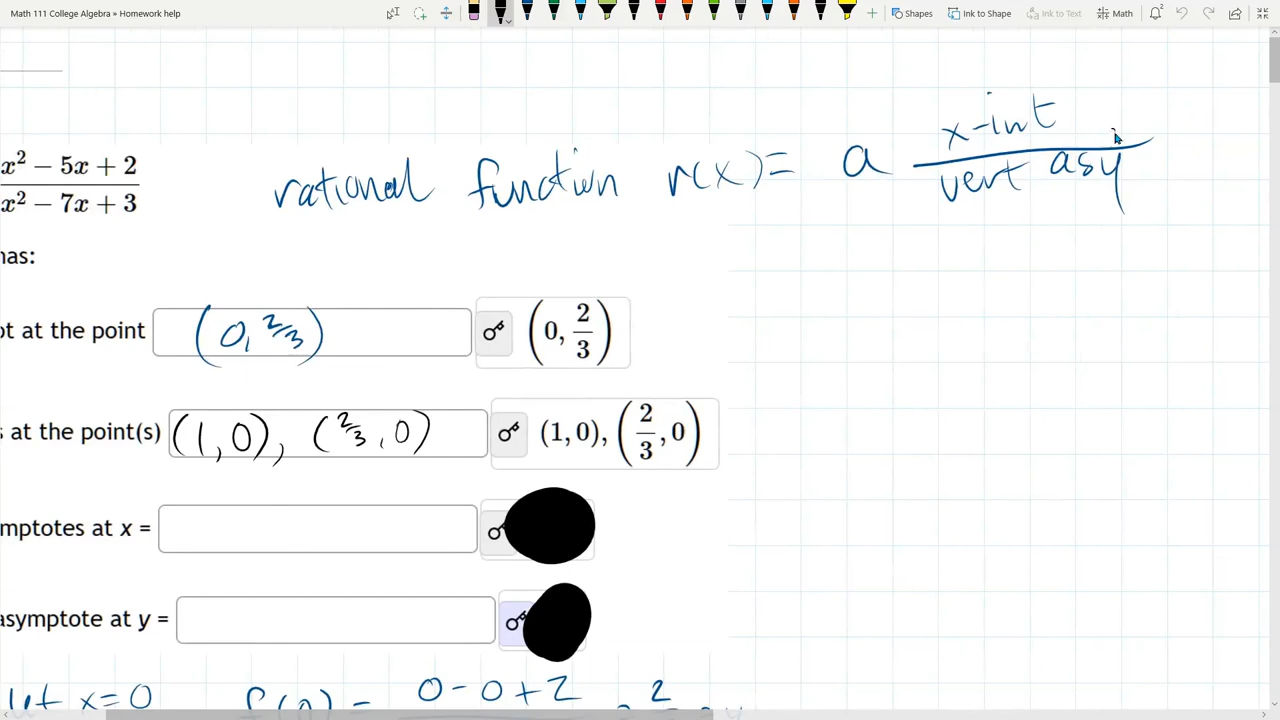 Math 111 College Algebra » Homework help
Shapes Ink to Shape Ink to Text Math
x-int
rational function r(x) = a
vert asy
x² − 5x + 2
x² − 7x + 3
has:
at the point (0, 2/3) (0, 2/3)
s at the point(s) (1, 0), (2/3, 0) (1, 0), (2/3, 0)
mptotes at x =
asymptote at y =
let x=0 f(0) = 0 - 0 + 2 2